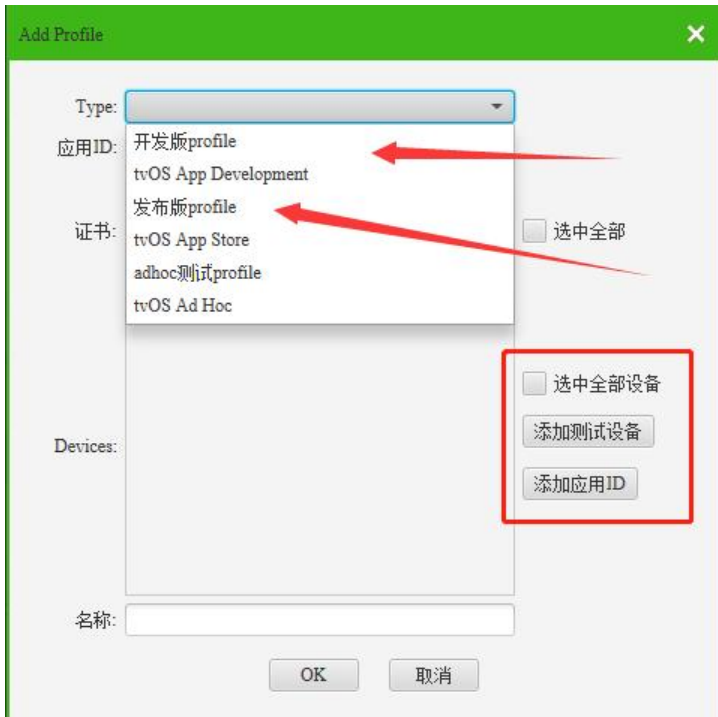 Add Profile
Type:
开发版profile
应用ID:
tvOS App Development
发布版profile
证书:
选中全部
tvOS App Store
adhoc测试profile
tvOS Ad Hoc
选中全部设备
添加测试设备
Devices:
添加应用ID
名称:
OK
取消